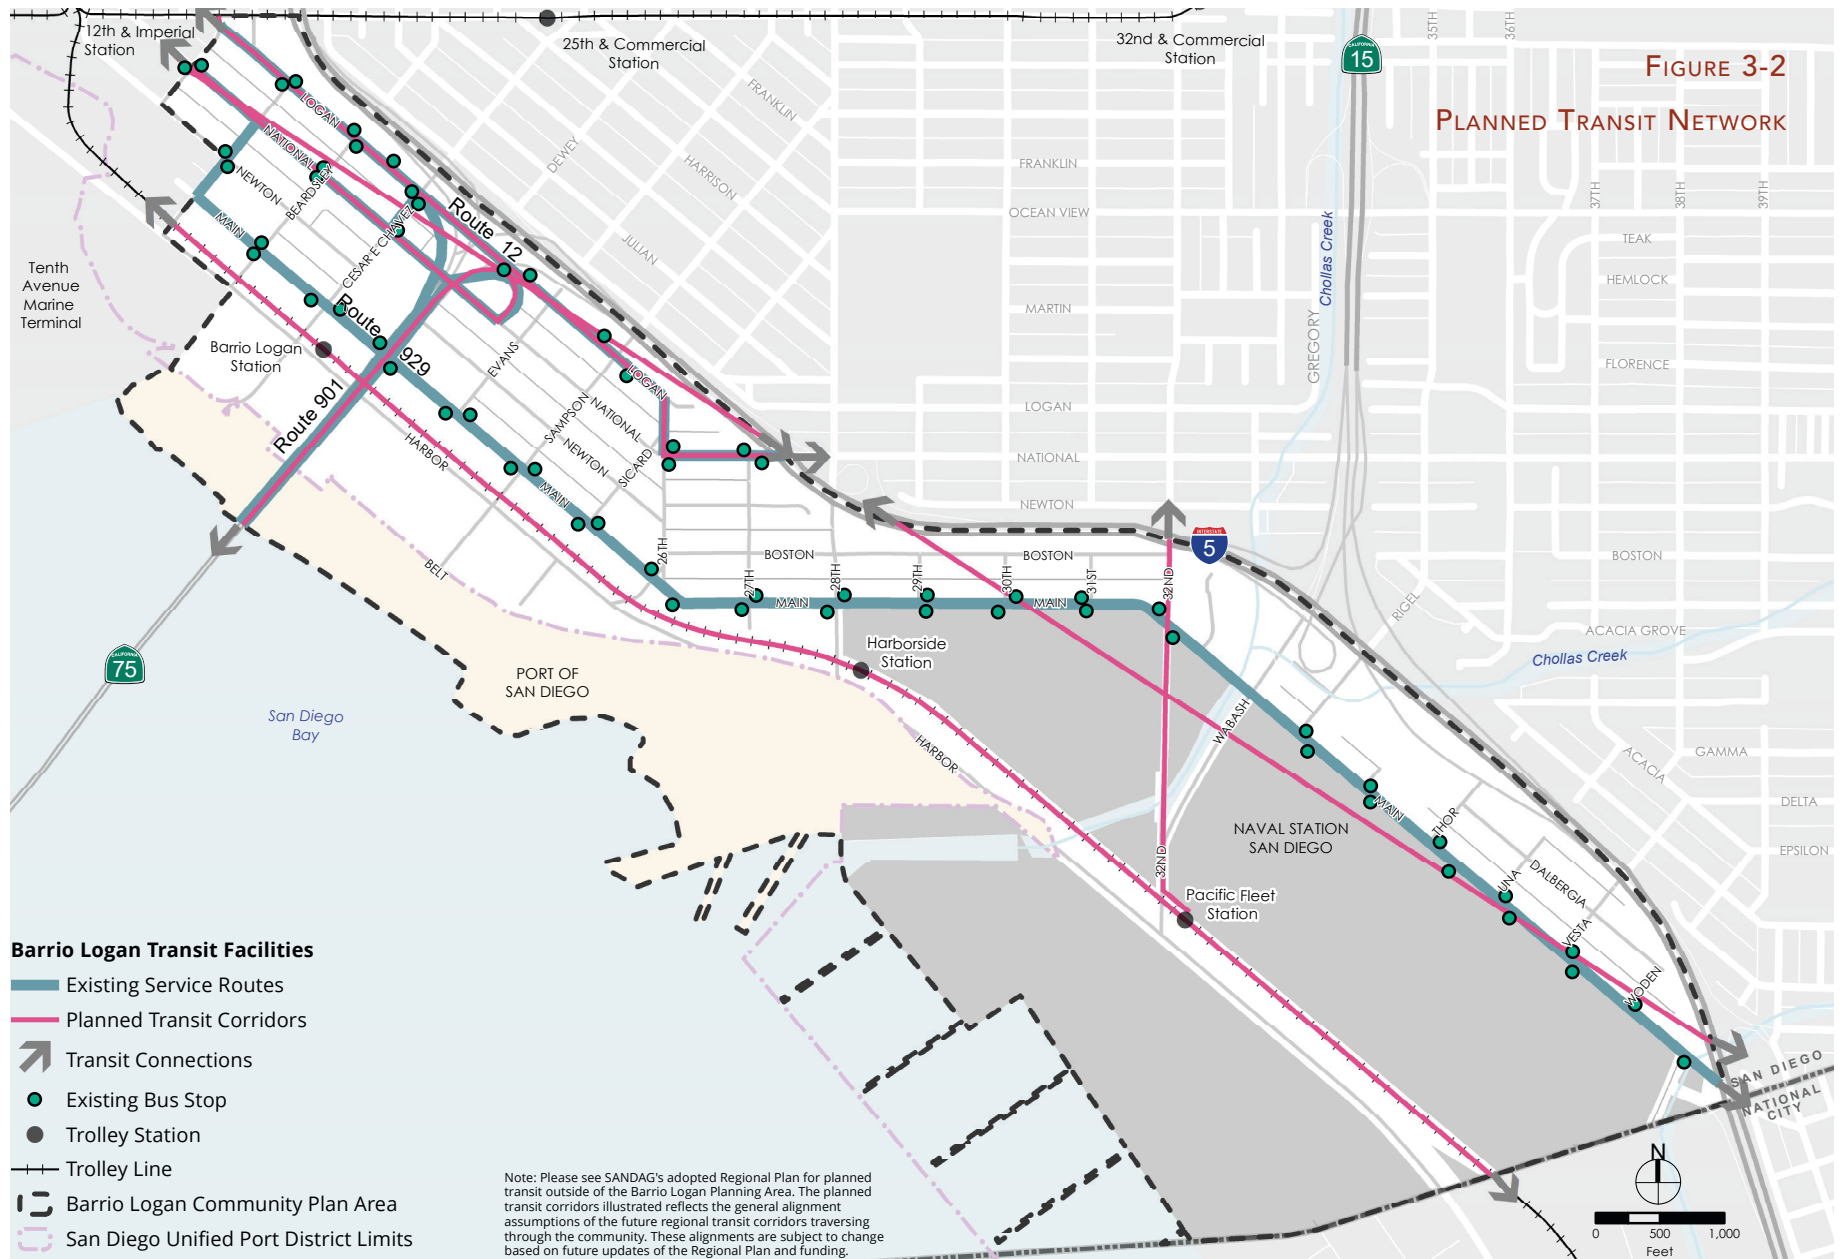 FIGURE 3-2
PLANNED TRANSIT NETWORK
12th & Imperial
Station
25th & Commercial
Station
32nd & Commercial
Station
CALIFORNIA
15
35TH
36TH
FRANKLIN
DEWEY
HARRISON
JULIAN
FRANKLIN
OCEAN VIEW
MARTIN
LOGAN
NATIONAL
NEWTON
GREGORY
Chollas Creek
37TH
38TH
39TH
TEAK
HEMLOCK
FLORENCE
BOSTON
RIGEL
ACACIA GROVE
Chollas Creek
ACACIA
GAMMA
DELTA
EPSILON
LOGAN
NATIONAL
NEWTON
BEARDSLEY
MAIN
CESAR E CHAVEZ
Route 12
Route 929
Route 901
Tenth
Avenue
Marine
Terminal
Barrio Logan
Station
EVANS
LOGAN
SAMPSON
NATIONAL
NEWTON
SICARD
HARBOR
MAIN
BELT
26TH
BOSTON
BOSTON
27TH
28TH
29TH
30TH
31ST
32ND
MAIN
MAIN
INTERSTATE
5
Harborside
Station
CALIFORNIA
75
PORT OF
SAN DIEGO
San Diego
Bay
HARBOR
WABASH
32ND
NAVAL STATION
SAN DIEGO
Pacific Fleet
Station
MAIN
THOR
UNA
DALBERGIA
VESTA
WODEN
SAN DIEGO
NATIONAL
CITY
Barrio Logan Transit Facilities
Existing Service Routes
Planned Transit Corridors
Transit Connections
Existing Bus Stop
Trolley Station
Trolley Line
Barrio Logan Community Plan Area
San Diego Unified Port District Limits
Note: Please see SANDAG's adopted Regional Plan for planned
transit outside of the Barrio Logan Planning Area. The planned
transit corridors illustrated reflects the general alignment
assumptions of the future regional transit corridors traversing
through the community. These alignments are subject to change
based on future updates of the Regional Plan and funding.
N
0 500 1,000
Feet